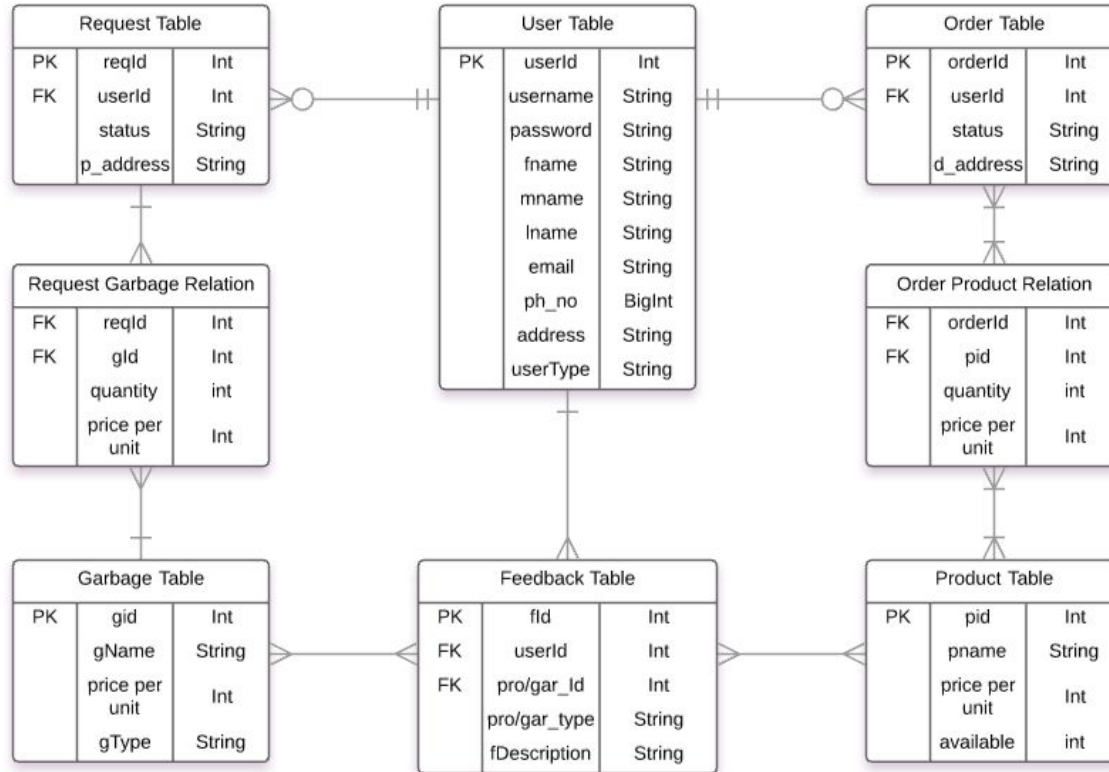 Request Table
PK reqId Int
FK userId Int
status String
p_address String
User Table
PK userId Int
username String
password String
fname String
mname String
lname String
email String
ph_no BigInt
address String
userType String
Order Table
PK orderId Int
FK userId Int
status String
d_address String
Request Garbage Relation
FK reqId Int
FK gId Int
quantity int
price per
unit Int
Order Product Relation
FK orderId Int
FK pid Int
quantity int
price per
unit Int
Garbage Table
PK gid Int
gName String
price per
unit Int
gType String
Feedback Table
PK fId Int
FK userId Int
FK pro/gar_Id Int
pro/gar_type String
fDescription String
Product Table
PK pid Int
pname String
price per
unit Int
available int